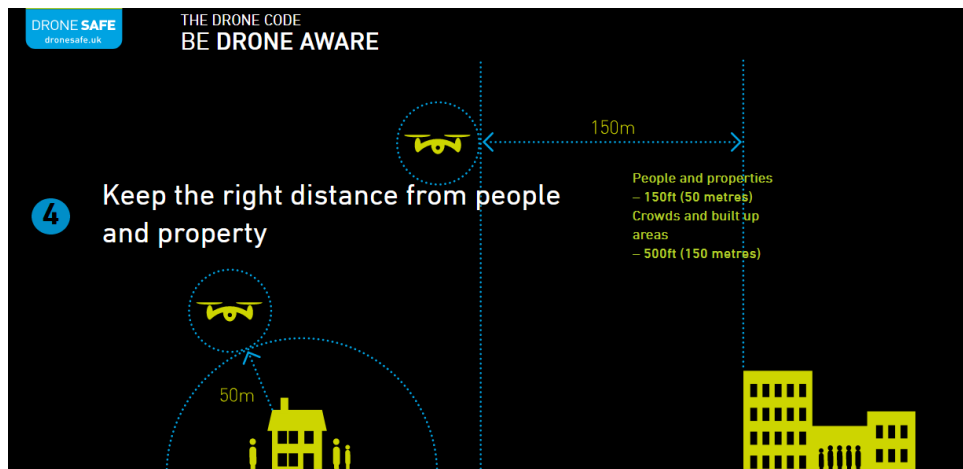 DRONE SAFE
dronesafe.uk
THE DRONE CODE
BE DRONE AWARE
150m
People and properties
– 150ft (50 metres)
Crowds and built up
areas
– 500ft (150 metres)
4
Keep the right distance from people
and property
50m